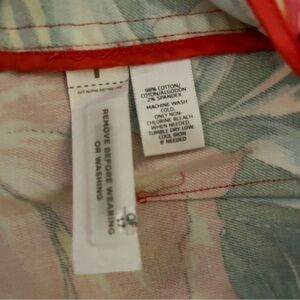 98% COTTON/
COTON/ALGODON
2% SPANDEX
MACHINE WASH
COLD,
ONLY NON
CHLORINE BLEACH
WHEN NEEDED,
TUMBLE DRY LOW,
COOL IRON
IF NEEDED
REMOVE BEFORE WEARING
OR WASHING